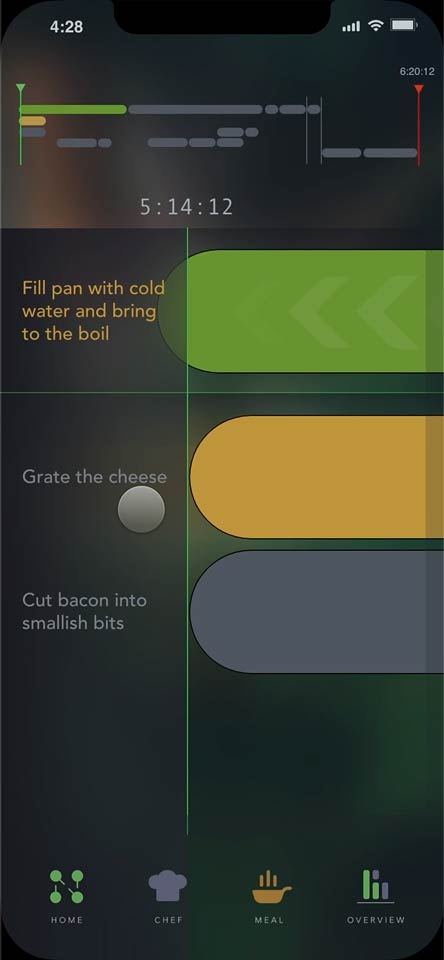 4:28
6:20:12
5:14:12
Fill pan with cold
water and bring
to the boil
Grate the cheese
Cut bacon into
smallish bits
HOME
CHEF
MEAL
OVERVIEW